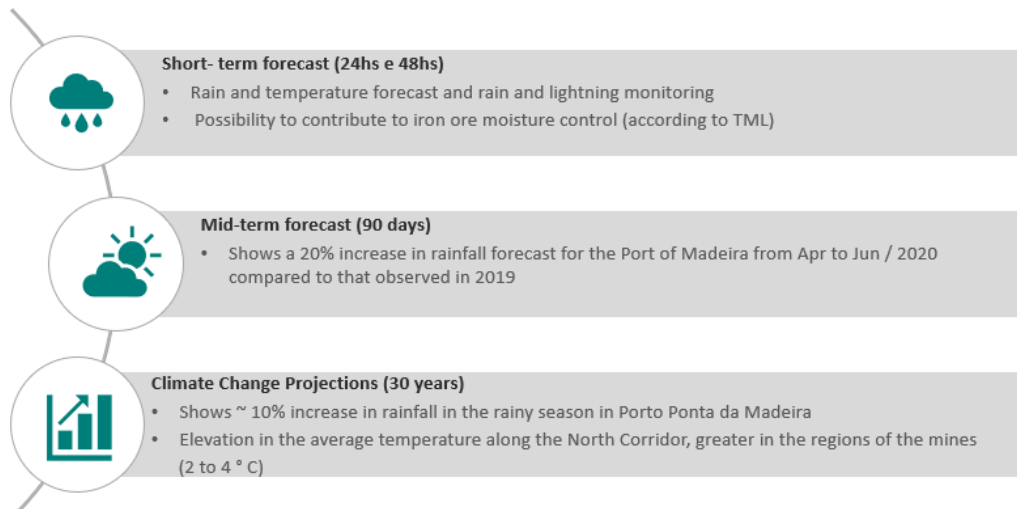 Short- term forecast (24hs e 48hs)
• Rain and temperature forecast and rain and lightning monitoring
• Possibility to contribute to iron ore moisture control (according to TML)
Mid-term forecast (90 days)
• Shows a 20% increase in rainfall forecast for the Port of Madeira from Apr to Jun / 2020
compared to that observed in 2019
Climate Change Projections (30 years)
• Shows ~ 10% increase in rainfall in the rainy season in Porto Ponta da Madeira
• Elevation in the average temperature along the North Corridor, greater in the regions of the mines
(2 to 4 ° C)